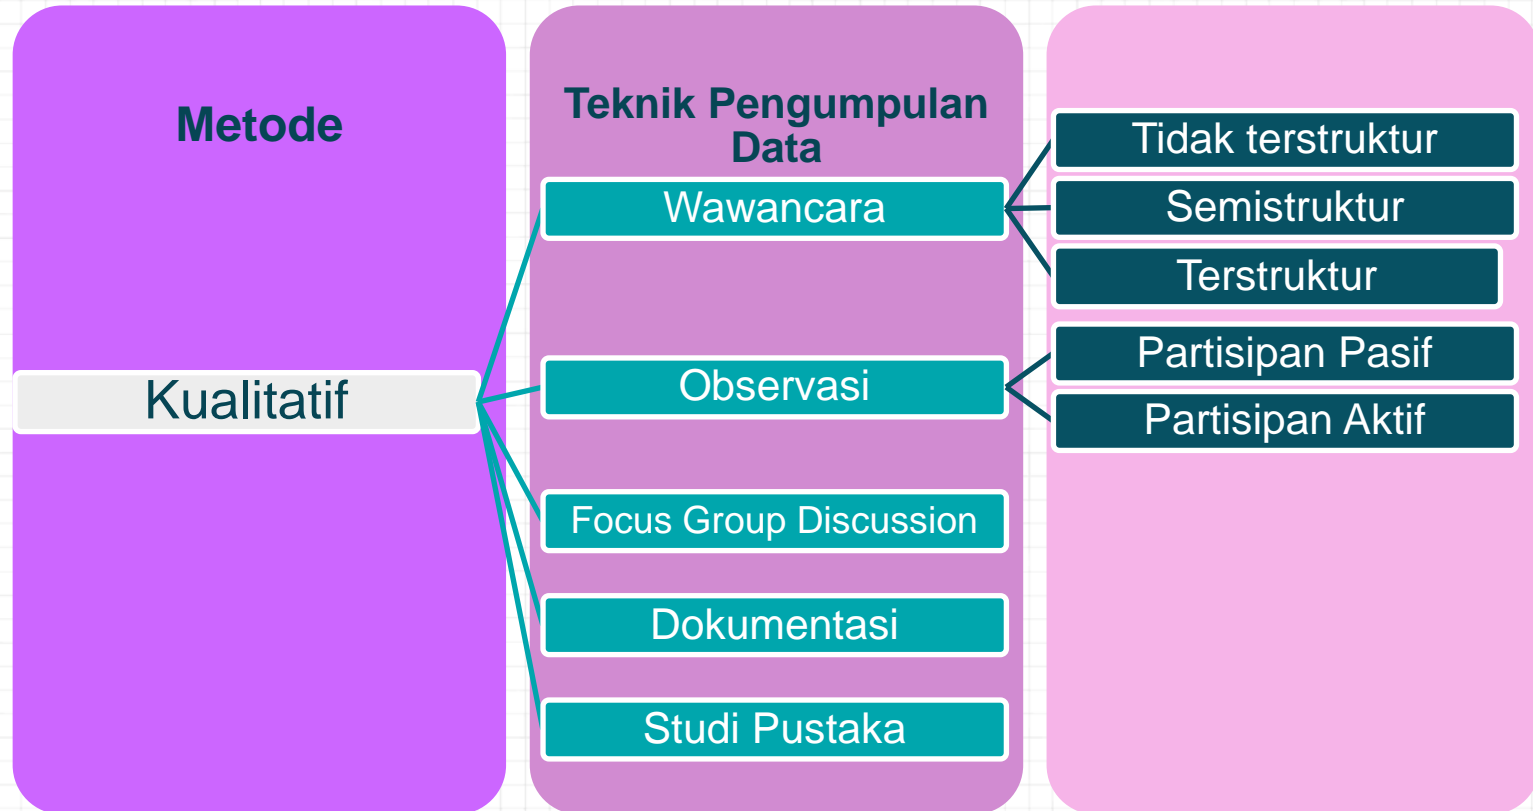 Metode
Kualitatif
Teknik Pengumpulan
Data
Wawancara
Observasi
Focus Group Discussion
Dokumentasi
Studi Pustaka
Tidak terstruktur
Semistruktur
Terstruktur
Partisipan Pasif
Partisipan Aktif